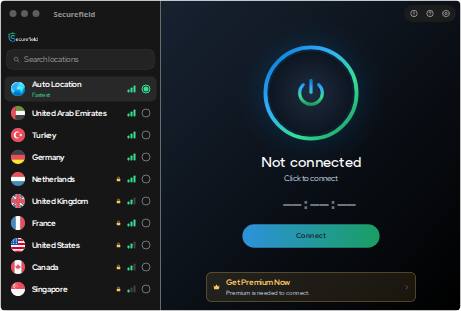 Securefield
Securefield
Search locations
Auto Location
Fastest
United Arab Emirates
Turkey
Germany
Netherlands
United Kingdom
France
United States
Canada
Singapore
Not connected
Click to connect
—:—:—
Connect
Get Premium Now
Premium is needed to connect.